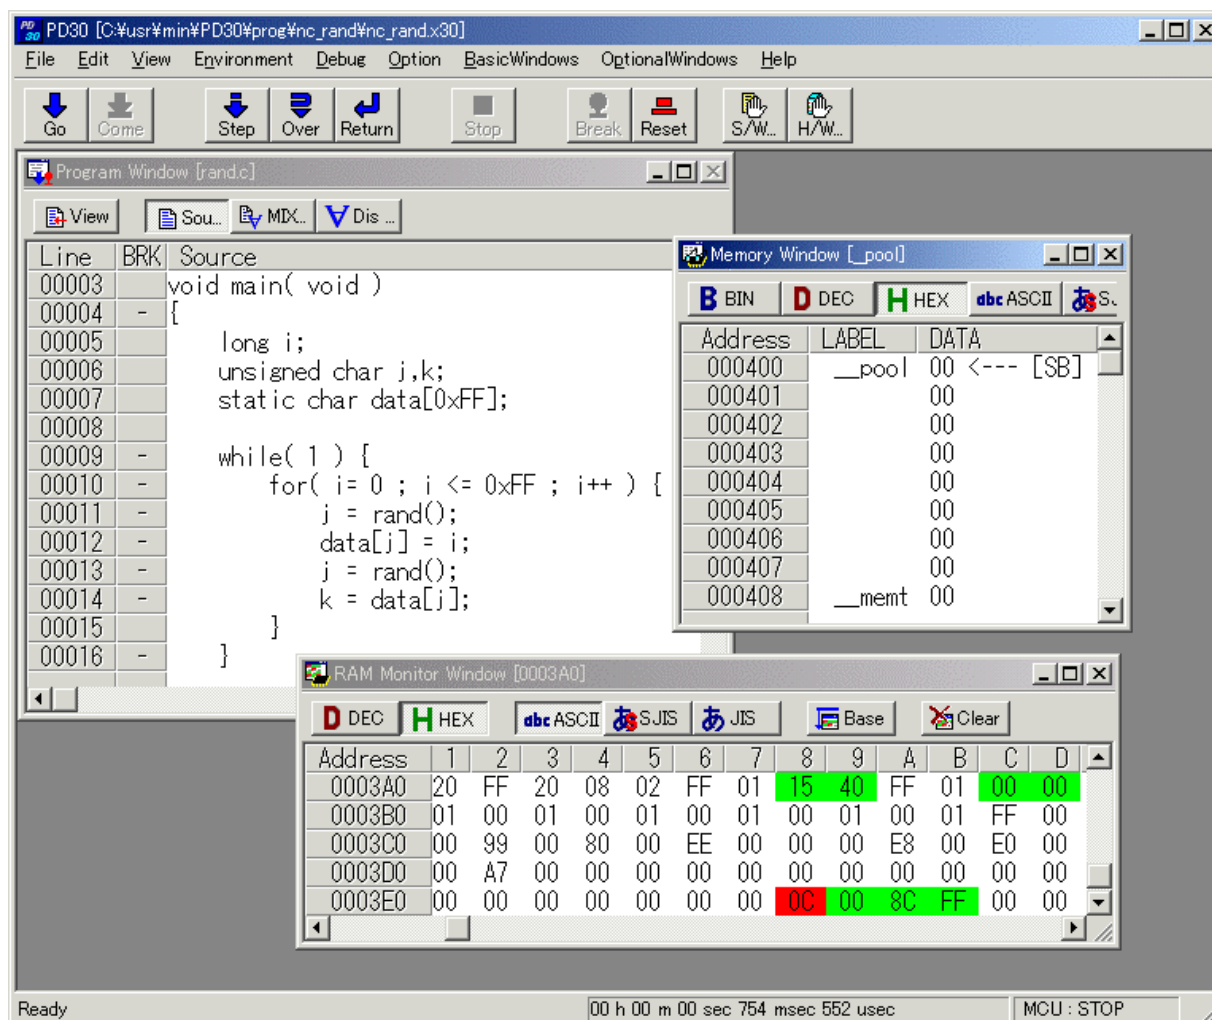 PD30 [C:¥usr¥min¥PD30¥prog¥nc_rand¥nc_rand.x30]
File Edit View Environment Debug Option BasicWindows OptionalWindows Help
Go Come Step Over Return Stop Break Reset S/W... H/W...
Program Window [rand.c]
View Sou... MIX... Dis ...
Line BRK Source
00003 void main( void )
00004 - {
00005 long i;
00006 unsigned char j,k;
00007 static char data[0xFF];
00008
00009 - while( 1 ) {
00010 - for( i= 0 ; i <= 0xFF ; i++ ) {
00011 - j = rand();
00012 - data[j] = i;
00013 - j = rand();
00014 - k = data[j];
00015 }
00016 - }
Memory Window [__pool]
B BIN D DEC H HEX abc ASCII あS S.
Address LABEL DATA
000400 __pool 00 <--- [SB]
000401 00
000402 00
000403 00
000404 00
000405 00
000406 00
000407 00
000408 __memt 00
RAM Monitor Window [0003A0]
D DEC H HEX abc ASCII あS SJIS あ JIS Base Clear
Address 1 2 3 4 5 6 7 8 9 A B C D
0003A0 20 FF 20 08 02 FF 01 15 40 FF 01 00 00
0003B0 01 00 01 00 01 00 01 00 01 00 01 FF 00
0003C0 00 99 00 80 00 EE 00 00 00 E8 00 E0 00
0003D0 00 A7 00 00 00 00 00 00 00 00 00 00 00
0003E0 00 00 00 00 00 00 00 0C 00 8C FF 00 00
Ready 00 h 00 m 00 sec 754 msec 552 usec MCU : STOP